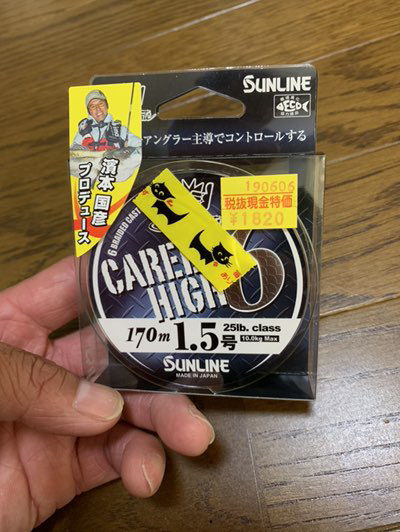 SUNLINE
アングラー主導でコントロールする
濱本国彦
プロデュース
190606
税抜現金特価
¥1820
6 BRAIDED CAST
CAREE
HIGH 6
170m 1.5号
25lb. class
10.0kg Max
SUNLINE
MADE IN JAPAN